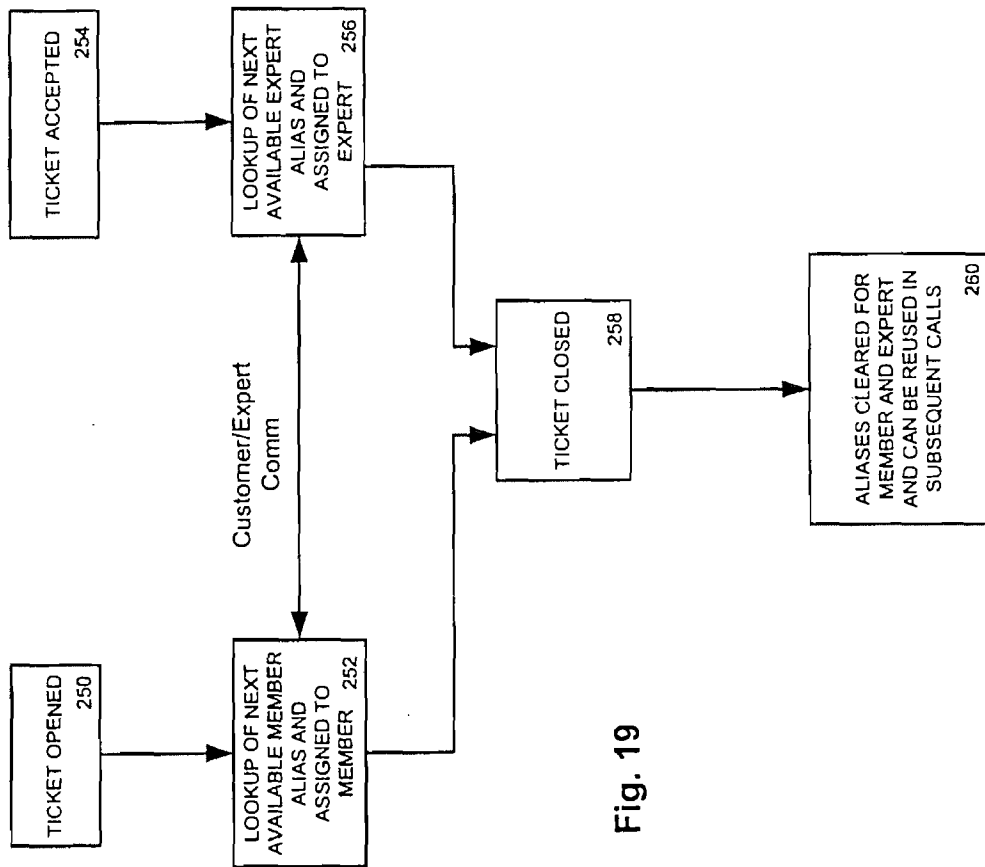 TICKET OPENED
250
TICKET ACCEPTED
254
LOOKUP OF NEXT
AVAILABLE MEMBER
ALIAS AND
ASSIGNED TO
MEMBER
252
Customer/Expert
Comm
LOOKUP OF NEXT
AVAILABLE EXPERT
ALIAS AND
ASSIGNED TO
EXPERT
256
TICKET CLOSED
258
ALIASES CLEARED FOR
MEMBER AND EXPERT
AND CAN BE REUSED IN
SUBSEQUENT CALLS
260
Fig. 19